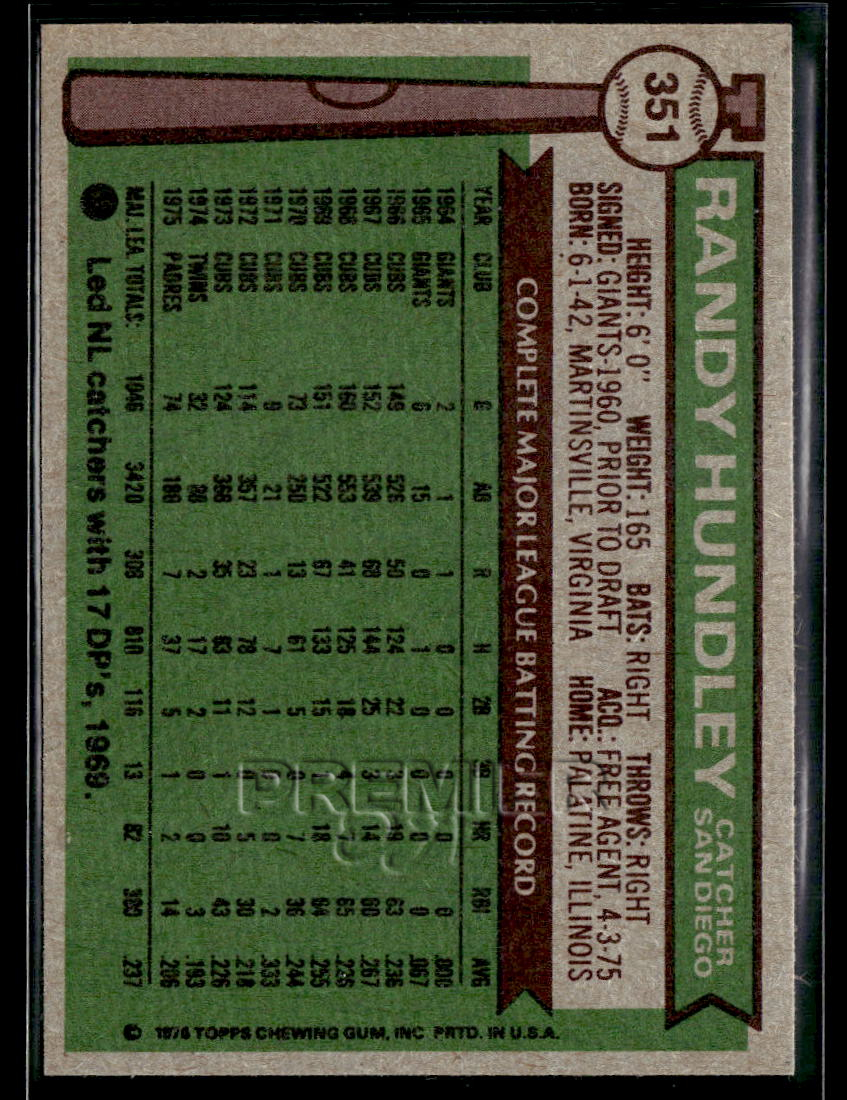 351
RANDY HUNDLEY CATCHER SAN DIEGO
HEIGHT: 6' 0" WEIGHT: 165 BATS: RIGHT THROWS: RIGHT
SIGNED: GIANTS-1960, PRIOR TO DRAFT ACQ.: FREE AGENT, 4-3-75
BORN: 6-1-42, MARTINSVILLE, VIRGINIA HOME: PALATINE, ILLINOIS
COMPLETE MAJOR LEAGUE BATTING RECORD
YEAR CLUB G AB R H 2B HR RBI AVG
1964 GIANTS 2 1 1 0 0 0 0 0 .000
1965 GIANTS 6 15 0 1 0 0 0 0 .067
1966 CUBS 149 526 50 124 22 3 19 63 .236
1967 CUBS 152 539 68 144 25 3 14 60 .267
1968 CUBS 160 553 41 125 18 4 7 65 .226
1969 CUBS 151 522 67 133 15 18 64 .255
1970 CUBS 73 250 13 61 5 0 7 36 .244
1971 CUBS 9 21 1 7 1 0 0 2 .333
1972 CUBS 114 357 23 78 12 0 5 30 .218
1973 CUBS 124 368 35 83 11 1 10 43 .226
1974 TWINS 32 88 2 17 2 0 0 3 .193
1975 PADRES 74 180 7 37 5 1 2 14 .206
MAJ. LEA. TOTALS: 1046 3420 308 810 116 13 82 380 .237
Led NL catchers with 17 DP's, 1969.
© 1976 TOPPS CHEWING GUM, INC PRTD. IN U.S.A.